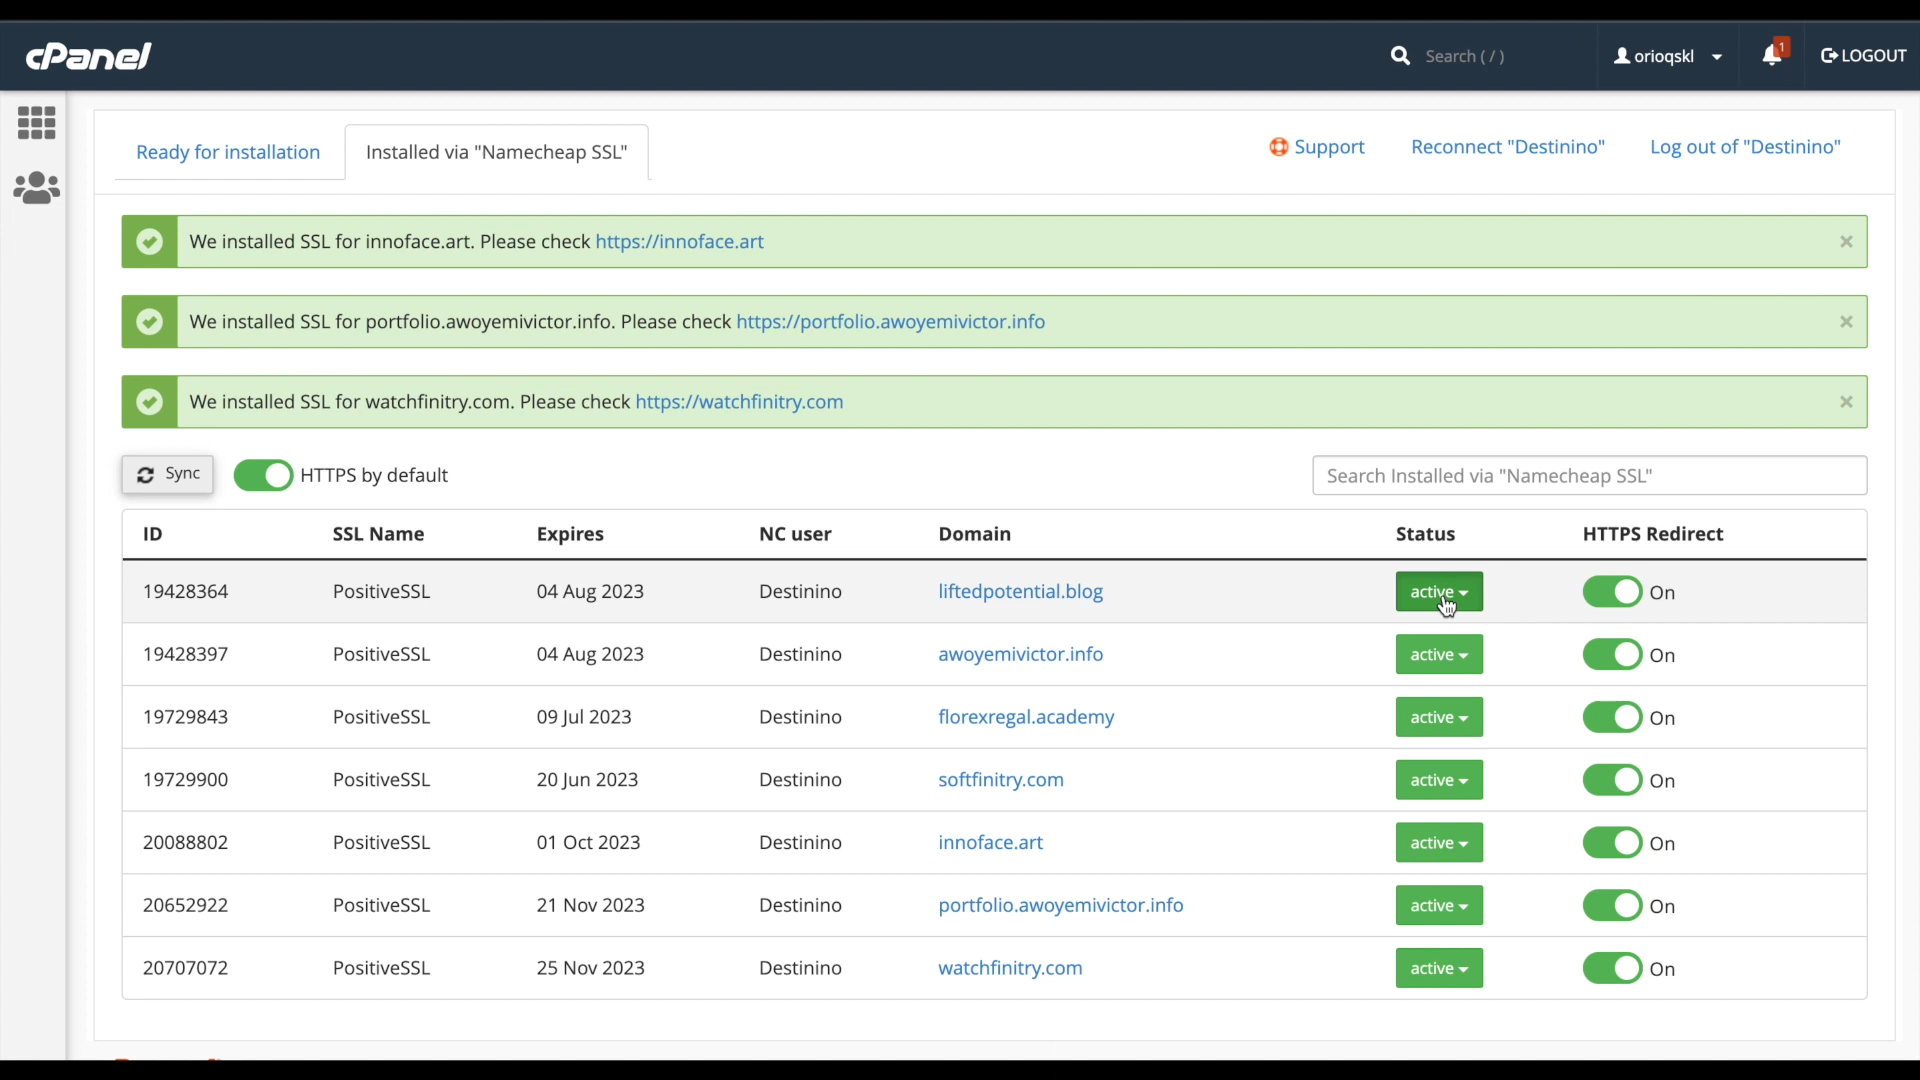 cPanel
Search ( / )
orioqskl
1
LOGOUT
Ready for installation
Installed via "Namecheap SSL"
Support
Reconnect "Destinino"
Log out of "Destinino"
We installed SSL for innoface.art. Please check https://innoface.art
We installed SSL for portfolio.awoyemivictor.info. Please check https://portfolio.awoyemivictor.info
We installed SSL for watchfinitry.com. Please check https://watchfinitry.com
Sync
HTTPS by default
Search Installed via "Namecheap SSL"
ID SSL Name Expires NC user Domain Status HTTPS Redirect
19428364 PositiveSSL 04 Aug 2023 Destinino liftedpotential.blog active On
19428397 PositiveSSL 04 Aug 2023 Destinino awoyemivictor.info active On
19729843 PositiveSSL 09 Jul 2023 Destinino florexregal.academy active On
19729900 PositiveSSL 20 Jun 2023 Destinino softfinitry.com active On
20088802 PositiveSSL 01 Oct 2023 Destinino innoface.art active On
20652922 PositiveSSL 21 Nov 2023 Destinino portfolio.awoyemivictor.info active On
20707072 PositiveSSL 25 Nov 2023 Destinino watchfinitry.com active On